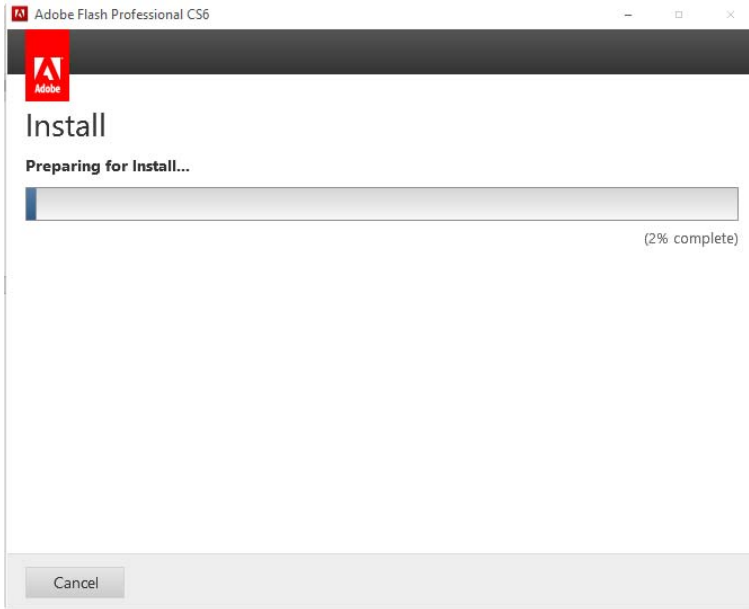 Adobe Flash Professional CS6
Adobe
Install
Preparing for Install...
(2% complete)
Cancel